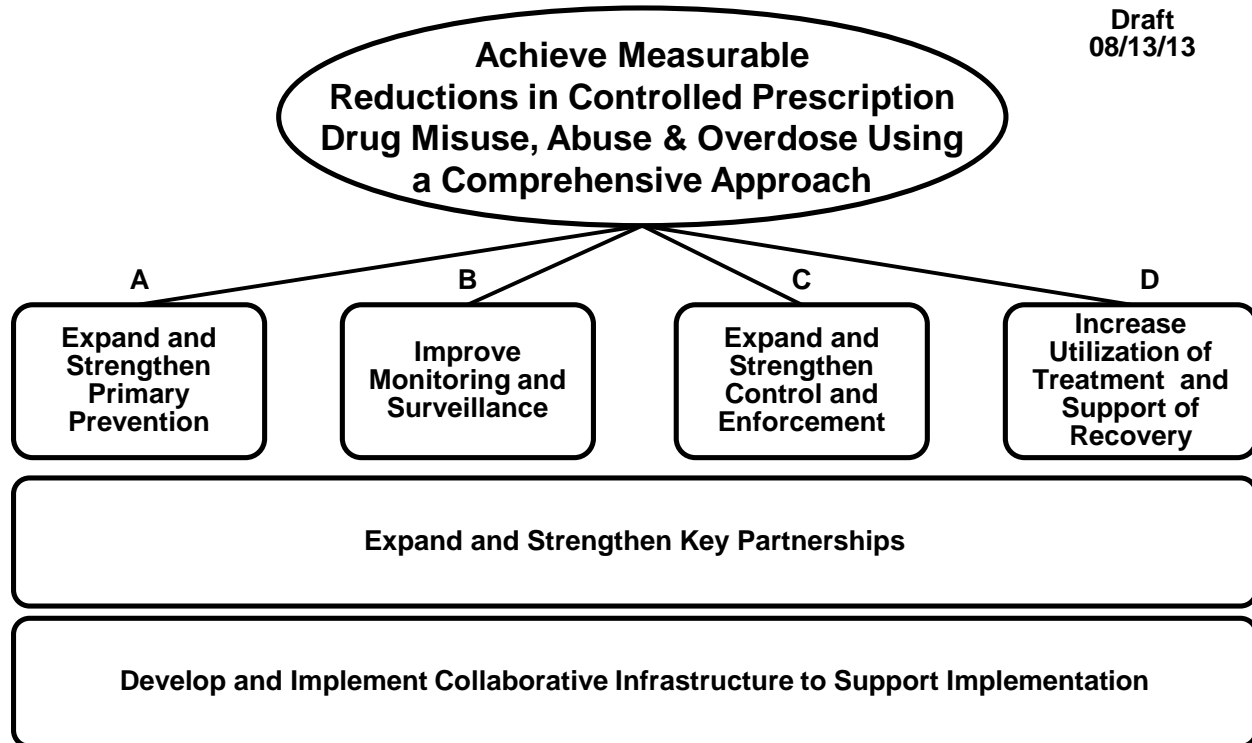 Draft
08/13/13
Achieve Measurable
Reductions in Controlled Prescription
Drug Misuse, Abuse & Overdose Using
a Comprehensive Approach
A
B
C
D
Expand and
Strengthen
Primary
Prevention
Improve
Monitoring and
Surveillance
Expand and
Strengthen
Control and
Enforcement
Increase
Utilization of
Treatment and
Support of
Recovery
Expand and Strengthen Key Partnerships
Develop and Implement Collaborative Infrastructure to Support Implementation